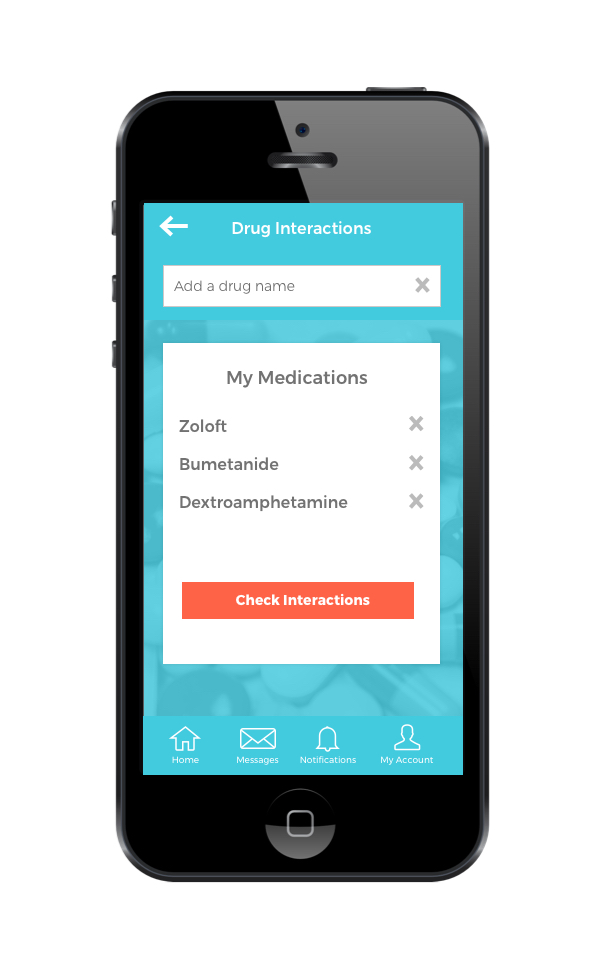 Drug Interactions
Add a drug name
My Medications
Zoloft
Bumetanide
Dextroamphetamine
Check Interactions
Home Messages Notifications My Account